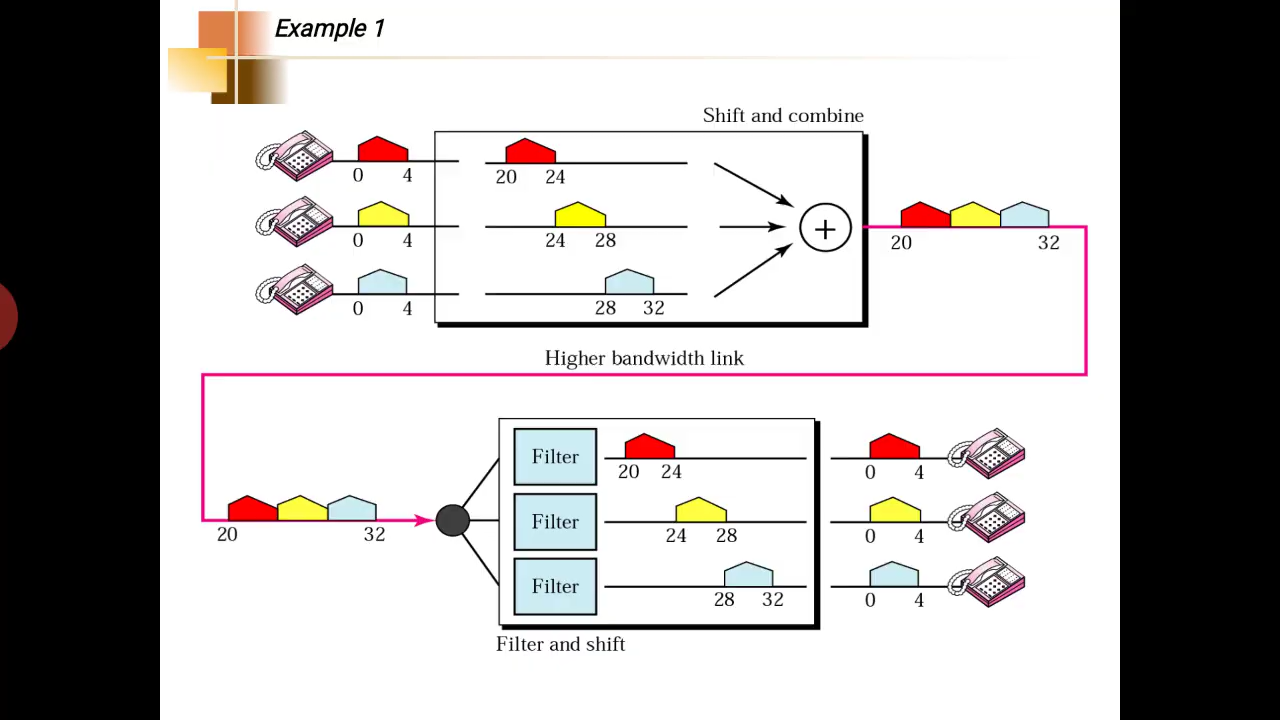 Example 1
Shift and combine
0 4 20 24
0 4 24 28
20 32
0 4 28 32
Higher bandwidth link
Filter 20 24 0 4
Filter 24 28 0 4
20 32
Filter 28 32 0 4
Filter and shift